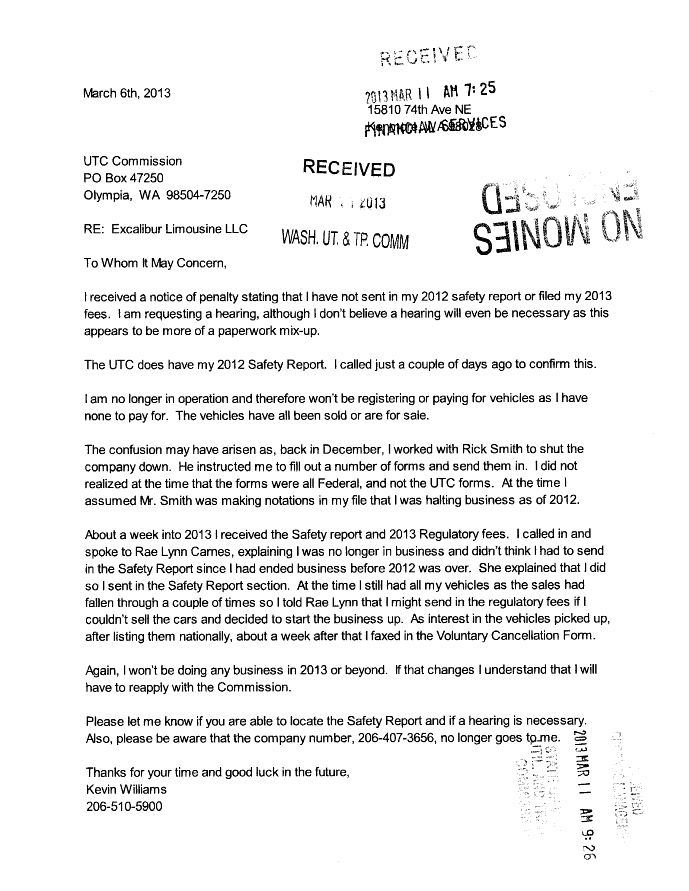 RECEIVED
March 6th, 2013
2013 MAR 11 AM 7:25
15810 74th Ave NE
SERVICES
UTC Commission
PO Box 47250
Olympia, WA 98504-7250
RECEIVED
MAR 2013
WASH. UT. & TP. COMM
NO MONIES
ENCLOSED
RE: Excalibur Limousine LLC
To Whom It May Concern,
I received a notice of penalty stating that I have not sent in my 2012 safety report or filed my 2013
fees. I am requesting a hearing, although I don't believe a hearing will even be necessary as this
appears to be more of a paperwork mix-up.
The UTC does have my 2012 Safety Report. I called just a couple of days ago to confirm this.
I am no longer in operation and therefore won't be registering or paying for vehicles as I have
none to pay for. The vehicles have all been sold or are for sale.
The confusion may have arisen as, back in December, I worked with Rick Smith to shut the
company down. He instructed me to fill out a number of forms and send them in. I did not
realized at the time that the forms were all Federal, and not the UTC forms. At the time I
assumed Mr. Smith was making notations in my file that I was halting business as of 2012.
About a week into 2013 I received the Safety report and 2013 Regulatory fees. I called in and
spoke to Rae Lynn Carnes, explaining I was no longer in business and didn't think I had to send
in the Safety Report since I had ended business before 2012 was over. She explained that I did
so I sent in the Safety Report section. At the time I still had all my vehicles as the sales had
fallen through a couple of times so I told Rae Lynn that I might send in the regulatory fees if I
couldn't sell the cars and decided to start the business up. As interest in the vehicles picked up,
after listing them nationally, about a week after that I faxed in the Voluntary Cancellation Form.
Again, I won't be doing any business in 2013 or beyond. If that changes I understand that I will
have to reapply with the Commission.
Please let me know if you are able to locate the Safety Report and if a hearing is necessary.
Also, please be aware that the company number, 206-407-3656, no longer goes to me.
Thanks for your time and good luck in the future,
Kevin Williams
206-510-5900
2013 MAR 11 AM 9:26